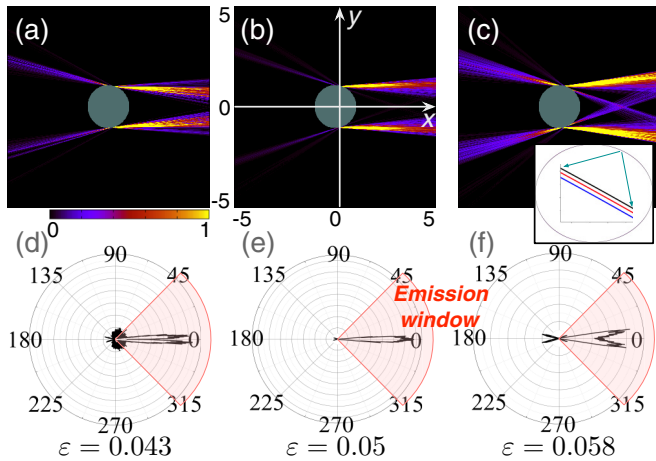 (a)
(b)
(c)
5
0
-5
y
x
0
1
-5
0
5
(d)
(e)
(f)
90
135
45
180
0
225
315
270
90
135
45
180
0
225
315
270
90
135
45
180
0
225
315
270
Emission
window
ε = 0.043
ε = 0.05
ε = 0.058